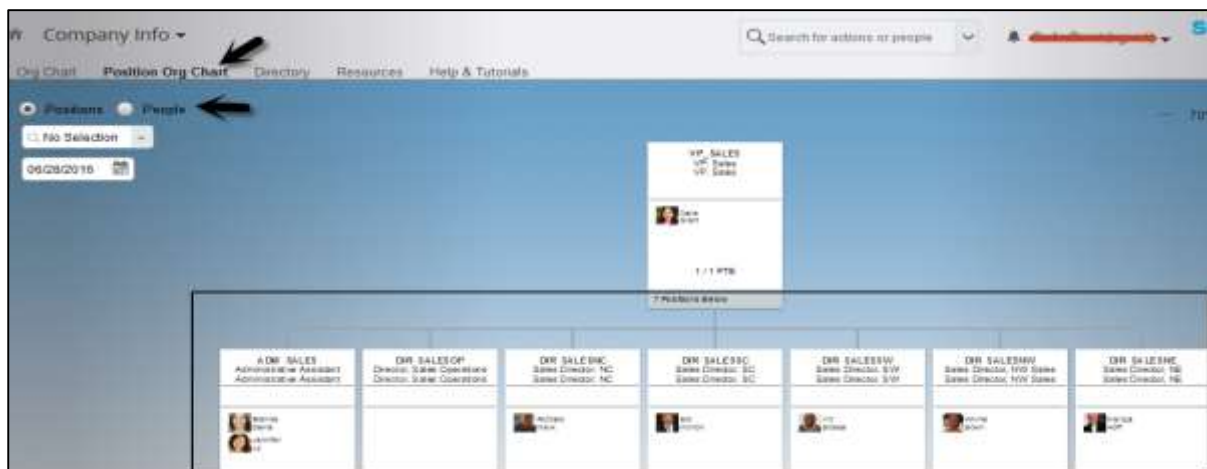 Company Info
Search for actions or people
Org Chart Position Org Chart Directory Resources Help & Tutorials
Positions People
No Selection
06/28/2016
VP_SALES
VP, Sales
VP, Sales
1 / 1 FTE
7 Positions Below
ADM_SALES
Administrative Assistant
Administrative Assistant
DIR_SALESOP
Director, Sales Operations
Director, Sales Operations
DIR_SALESNC
Sales Director, NC
Sales Director, NC
DIR_SALESSC
Sales Director, SC
Sales Director, SC
DIR_SALESSW
Sales Director, SW
Sales Director, SW
DIR_SALESNW
Sales Director, NW Sales
Sales Director, NW Sales
DIR_SALESNE
Sales Director, NE
Sales Director, NE
Jennifer
Richard